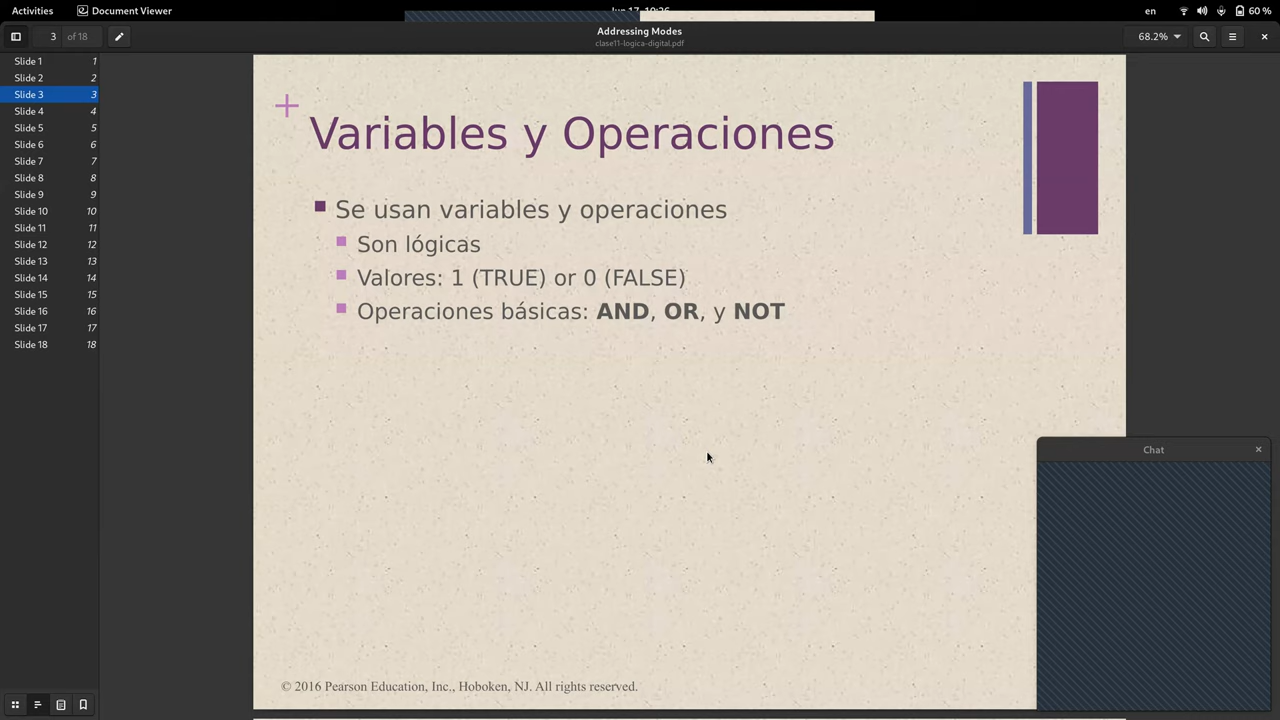 Activities
Document Viewer
Jun 17, 10:26
en
60 %
3 of 18
Addressing Modes
clase11-logica-digital.pdf
68.2%
Slide 1 1
Slide 2 2
Slide 3 3
Slide 4 4
Slide 5 5
Slide 6 6
Slide 7 7
Slide 8 8
Slide 9 9
Slide 10 10
Slide 11 11
Slide 12 12
Slide 13 13
Slide 14 14
Slide 15 15
Slide 16 16
Slide 17 17
Slide 18 18
Variables y Operaciones
Se usan variables y operaciones
Son lógicas
Valores: 1 (TRUE) or 0 (FALSE)
Operaciones básicas: AND, OR, y NOT
Chat
© 2016 Pearson Education, Inc., Hoboken, NJ. All rights reserved.